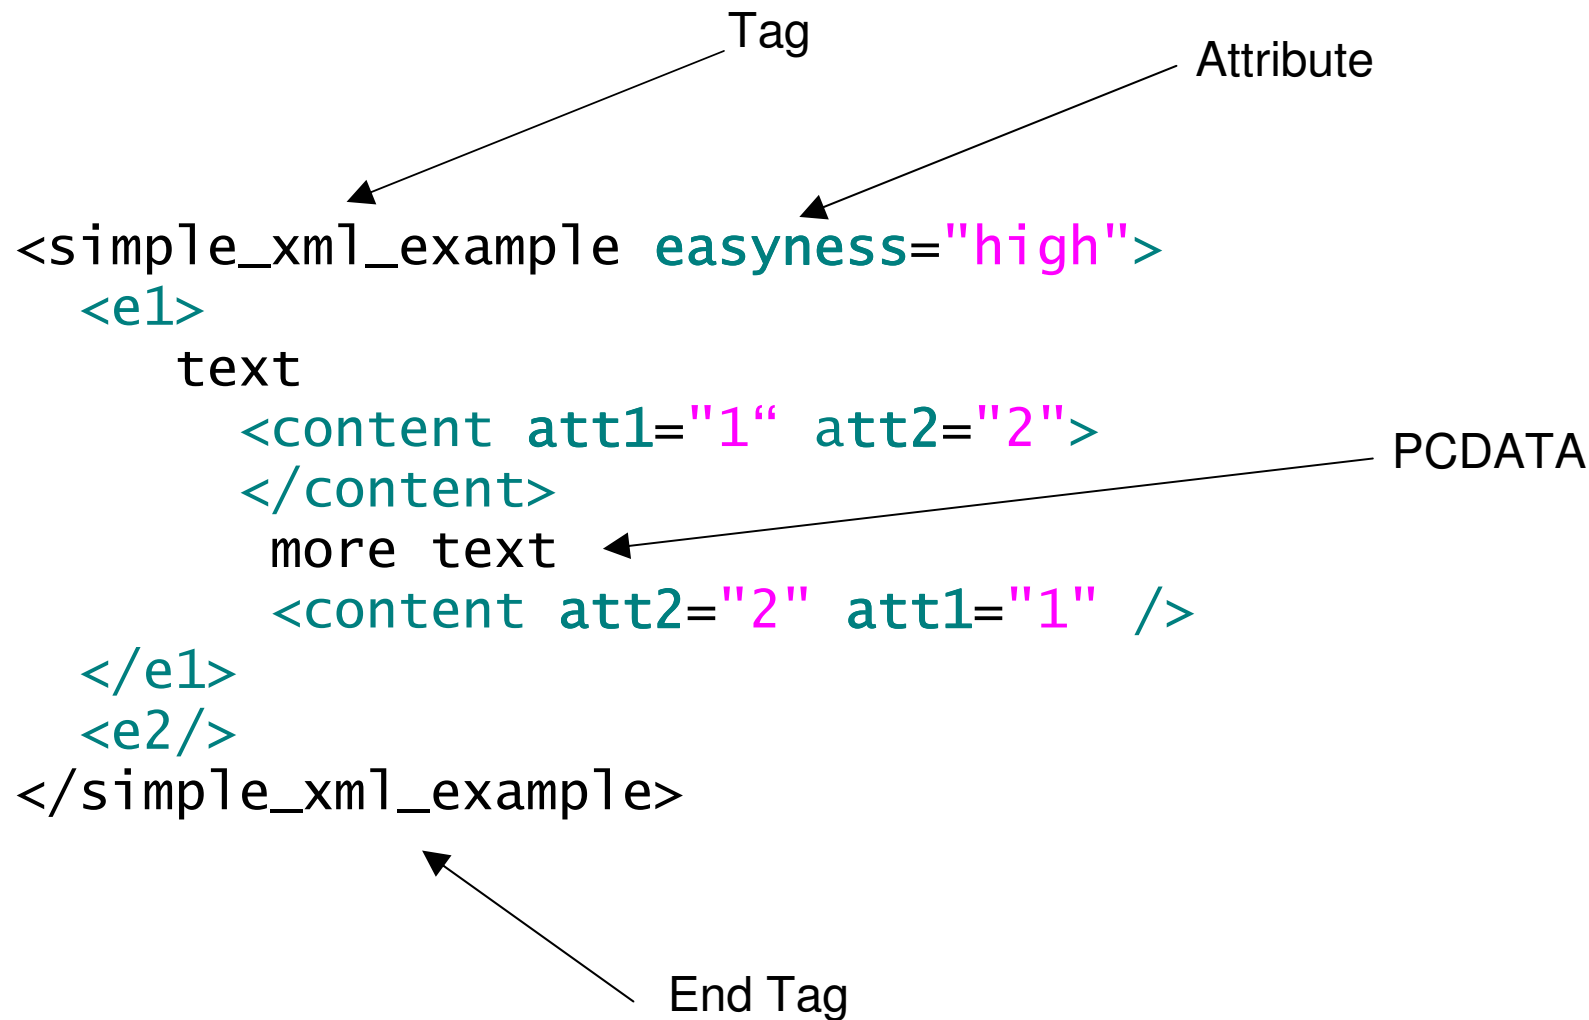 Tag
Attribute
<simple_xml_example easyness="high">
<e1>
text
<content att1="1“ att2="2">
</content>
PCDATA
more text
<content att2="2" att1="1" />
</e1>
<e2/>
</simple_xml_example>
End Tag